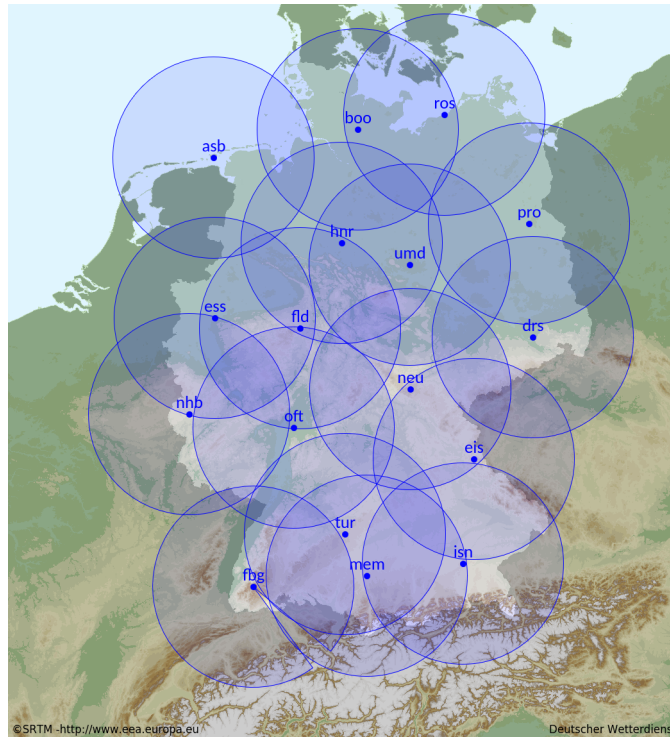 ros
boo
asb
pro
hnr
umd
ess
fld
drs
neu
nhb
oft
eis
tur
isn
mem
fbg
©SRTM -http://www.eea.europa.eu
Deutscher Wetterdiens